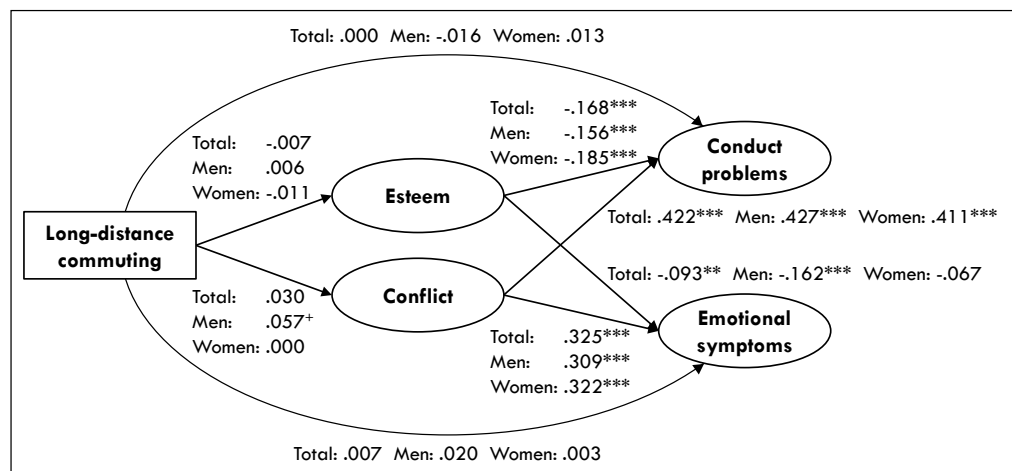 Total: .000 Men: -.016 Women: .013
Total: -.168***
Men: -.156***
Women: -.185***
Total: -.007
Men: .006
Women: -.011
Conduct
problems
Esteem
Total: .422*** Men: .427*** Women: .411***
Long-distance
commuting
Total: -.093** Men: -.162*** Women: -.067
Conflict
Total: .030
Men: .057+
Women: .000
Emotional
symptoms
Total: .325***
Men: .309***
Women: .322***
Total: .007 Men: .020 Women: .003